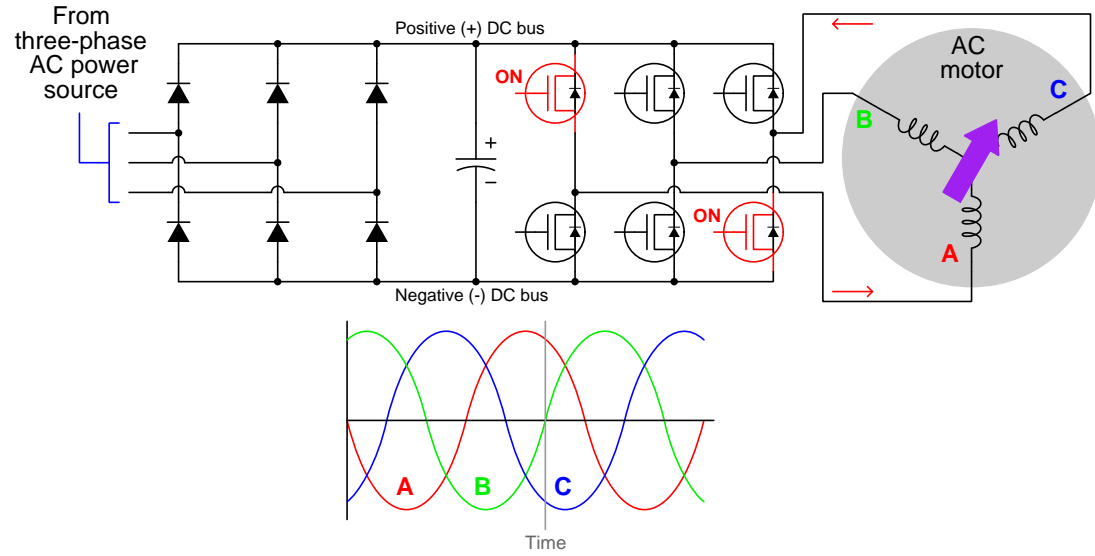 From
three-phase
AC power
source
Positive (+) DC bus
ON
ON
+
−
Negative (-) DC bus
AC
motor
B
C
A
A
B
C
Time